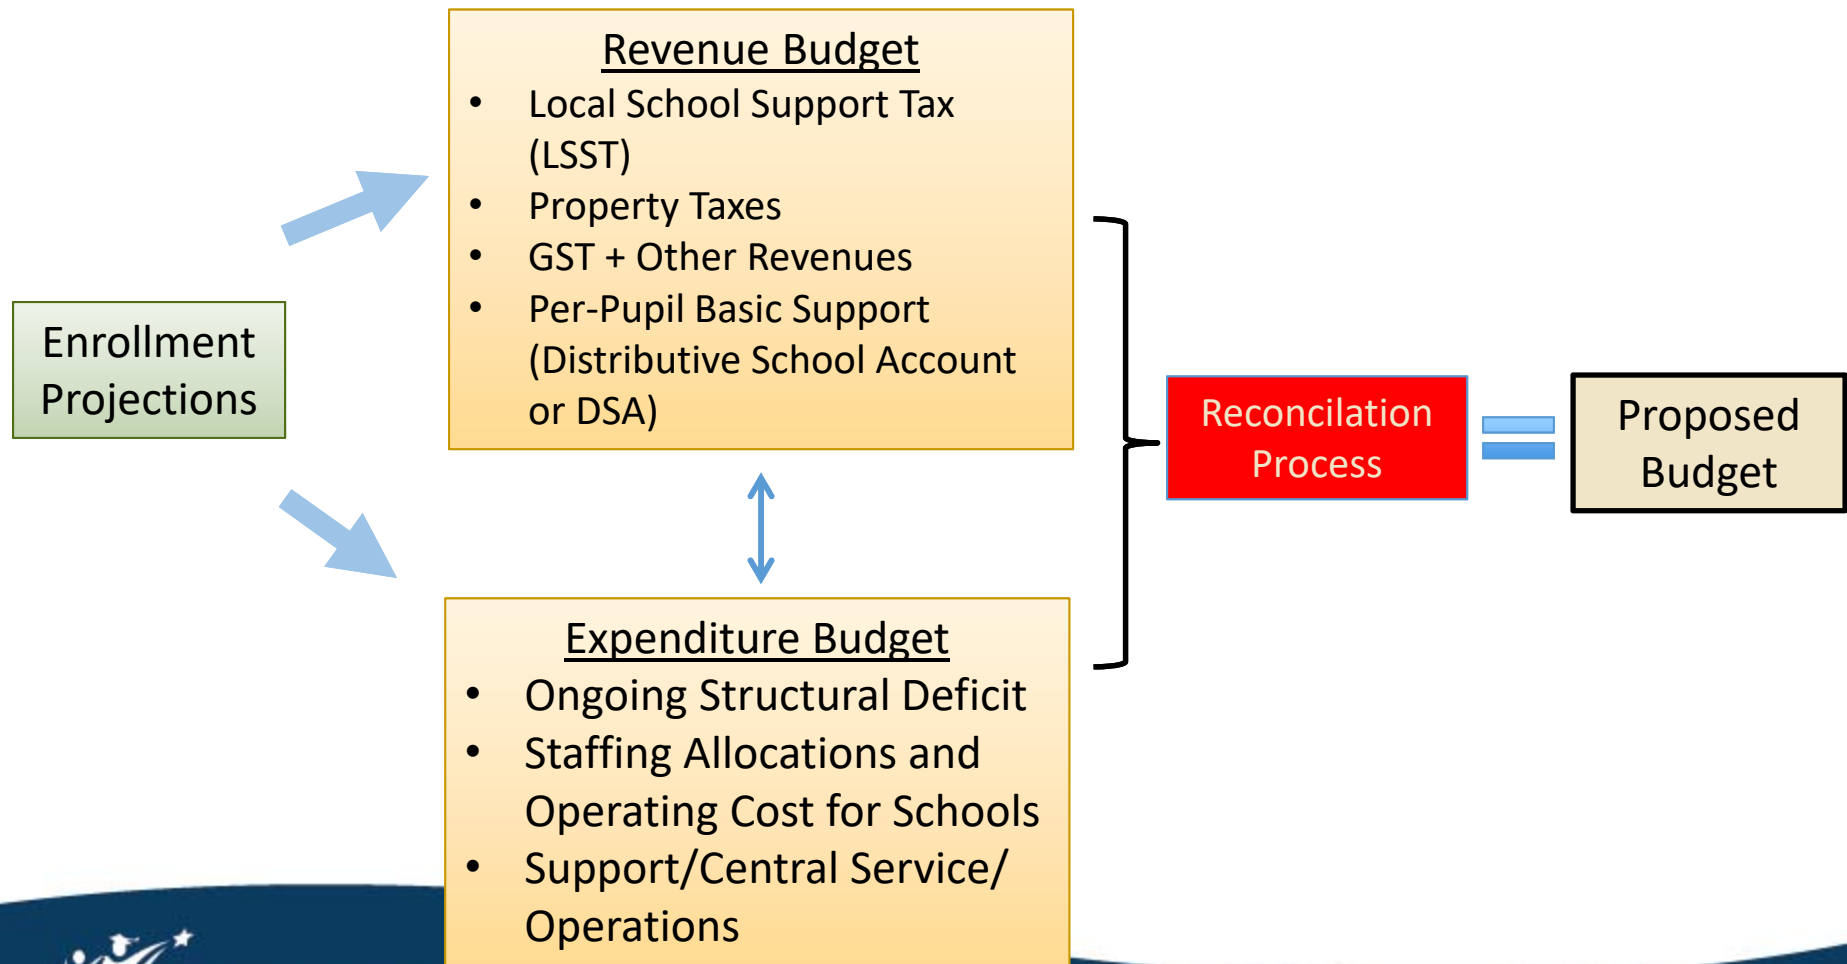 Revenue Budget
• Local School Support Tax
(LSST)
• Property Taxes
• GST + Other Revenues
• Per-Pupil Basic Support
(Distributive School Account
or DSA)
Enrollment
Projections
Reconcilation
Process
Proposed
Budget
Expenditure Budget
• Ongoing Structural Deficit
• Staffing Allocations and
Operating Cost for Schools
• Support/Central Service/
Operations